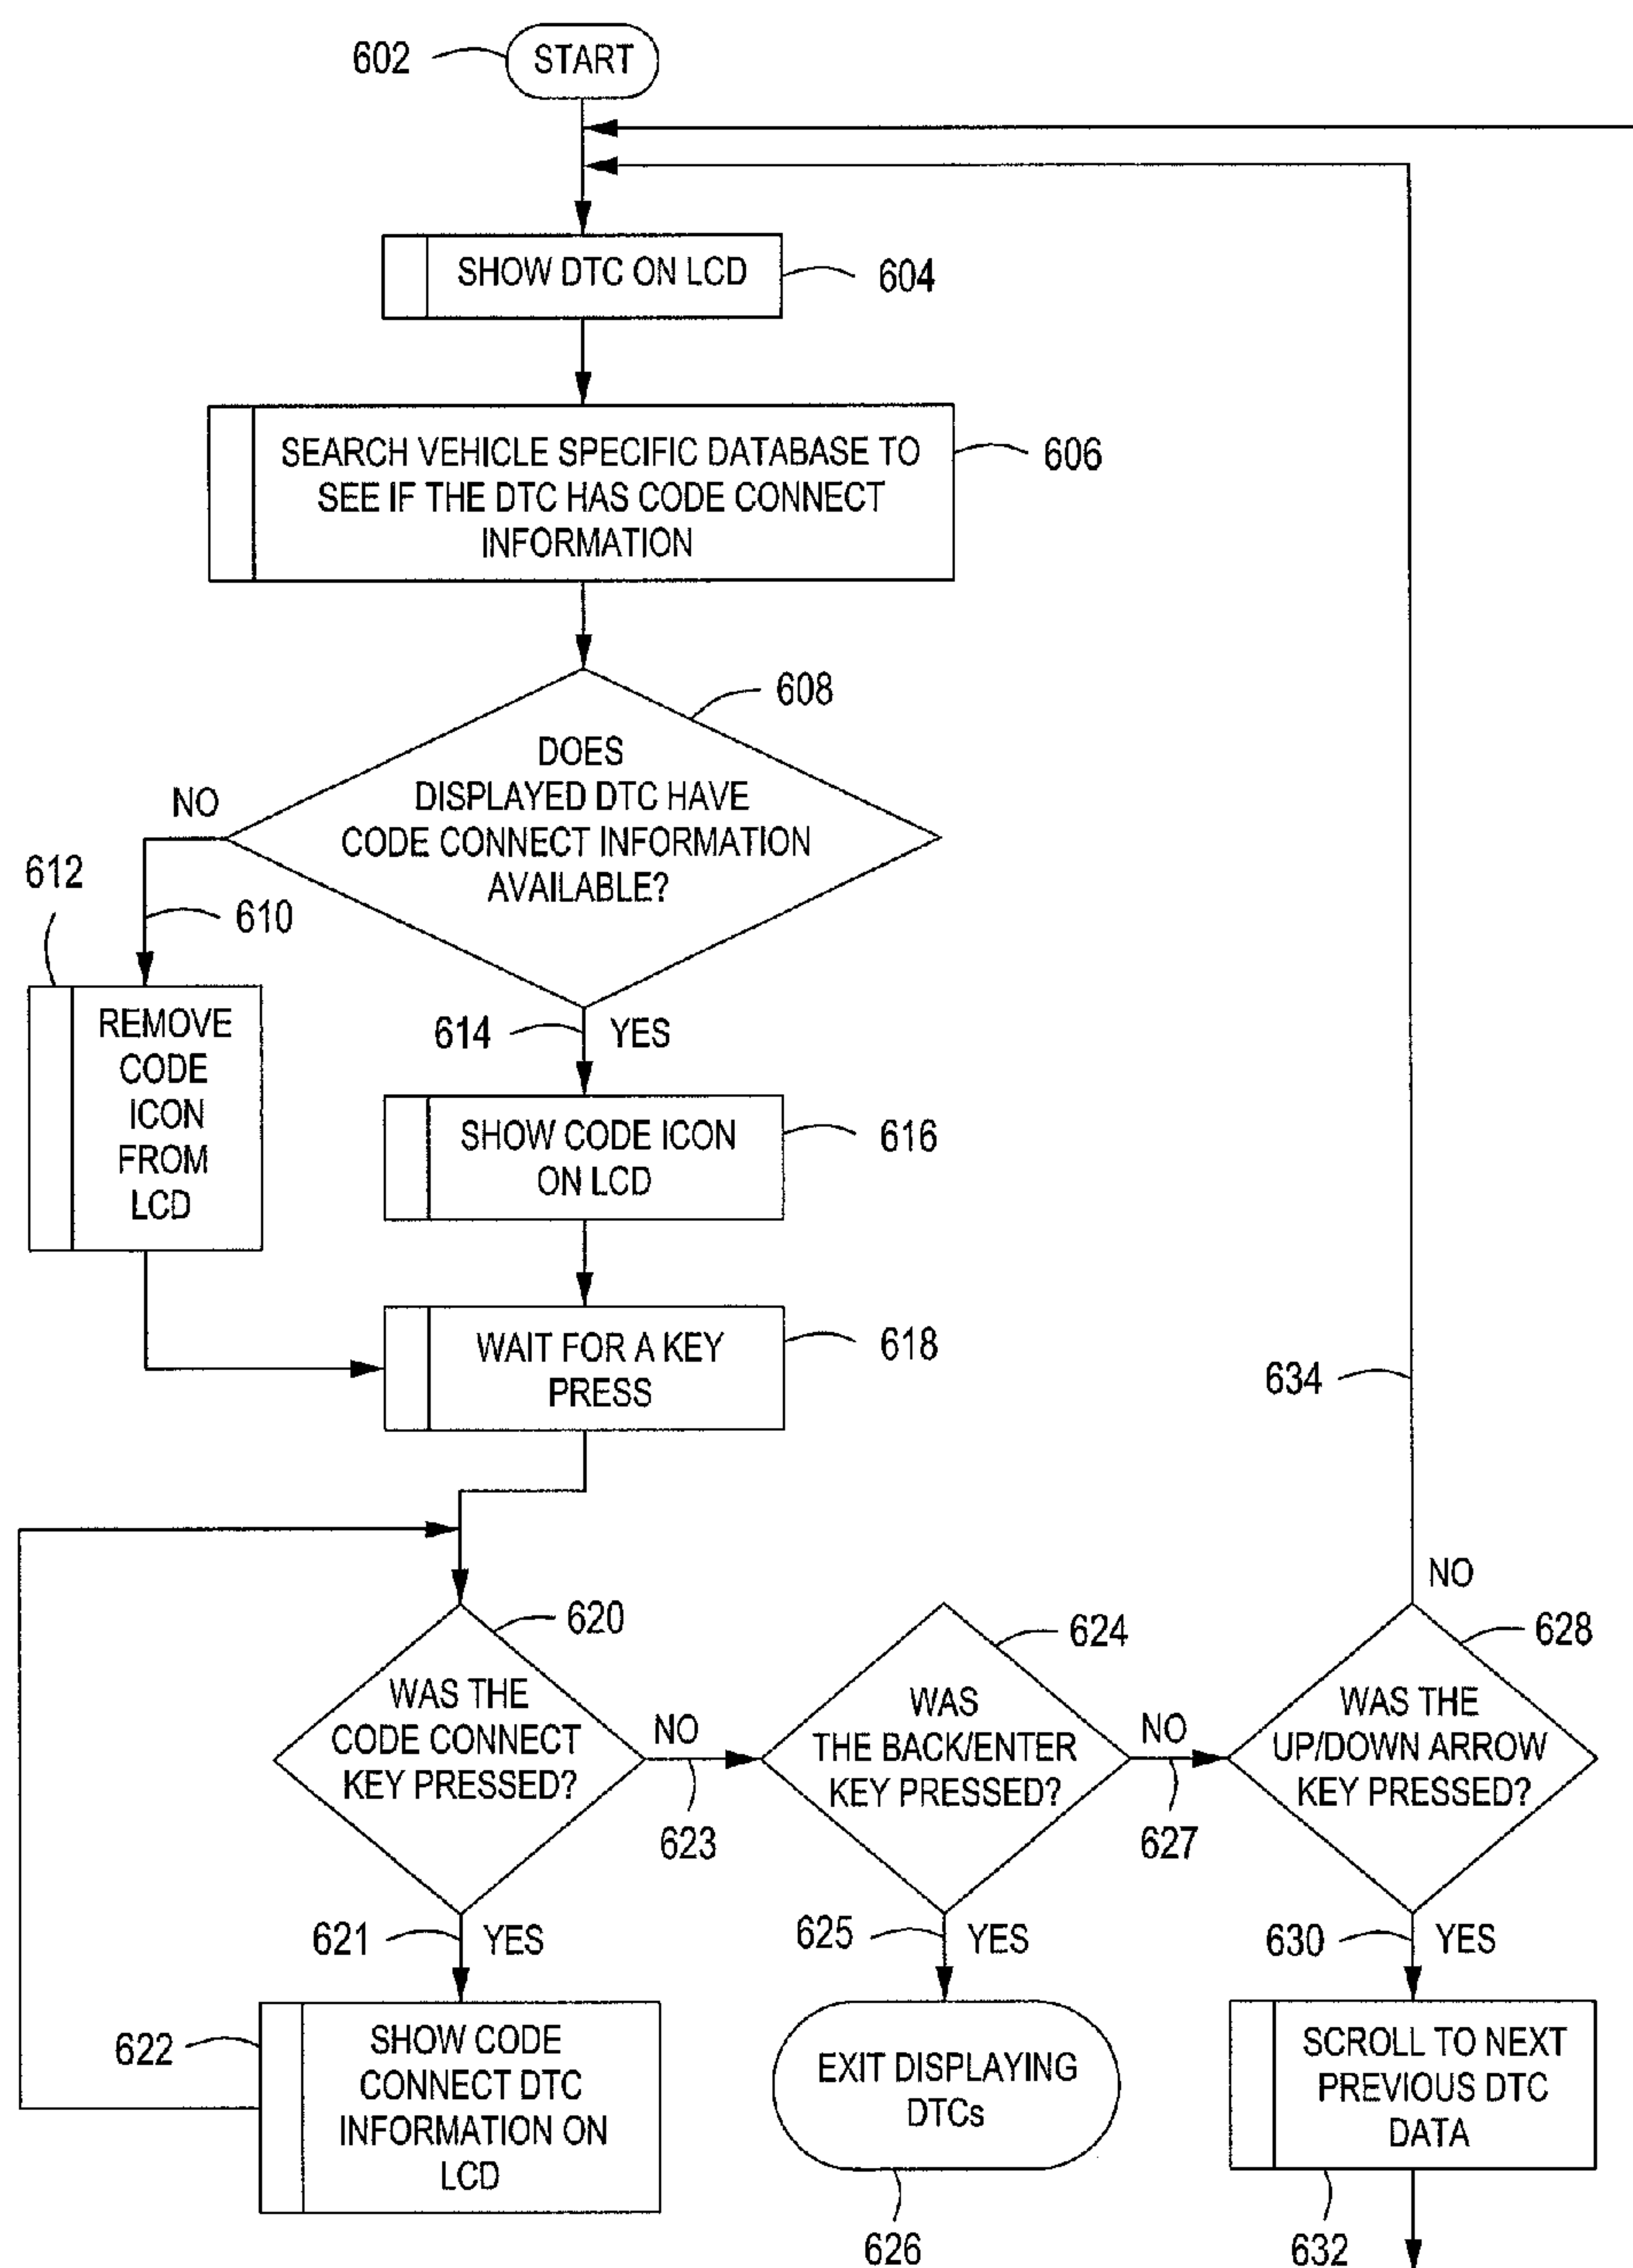 602
START
SHOW DTC ON LCD
604
SEARCH VEHICLE SPECIFIC DATABASE TO
SEE IF THE DTC HAS CODE CONNECT
INFORMATION
606
608
DOES
DISPLAYED DTC HAVE
CODE CONNECT INFORMATION
AVAILABLE?
NO
612
610
REMOVE
CODE
ICON
FROM
LCD
614
YES
SHOW CODE ICON
ON LCD
616
WAIT FOR A KEY
PRESS
618
634
NO
620
WAS THE
CODE CONNECT
KEY PRESSED?
NO
623
624
WAS
THE BACK/ENTER
KEY PRESSED?
NO
627
628
WAS THE
UP/DOWN ARROW
KEY PRESSED?
621
YES
625
YES
630
YES
622
SHOW CODE
CONNECT DTC
INFORMATION ON
LCD
EXIT DISPLAYING
DTCs
626
SCROLL TO NEXT
PREVIOUS DTC
DATA
632